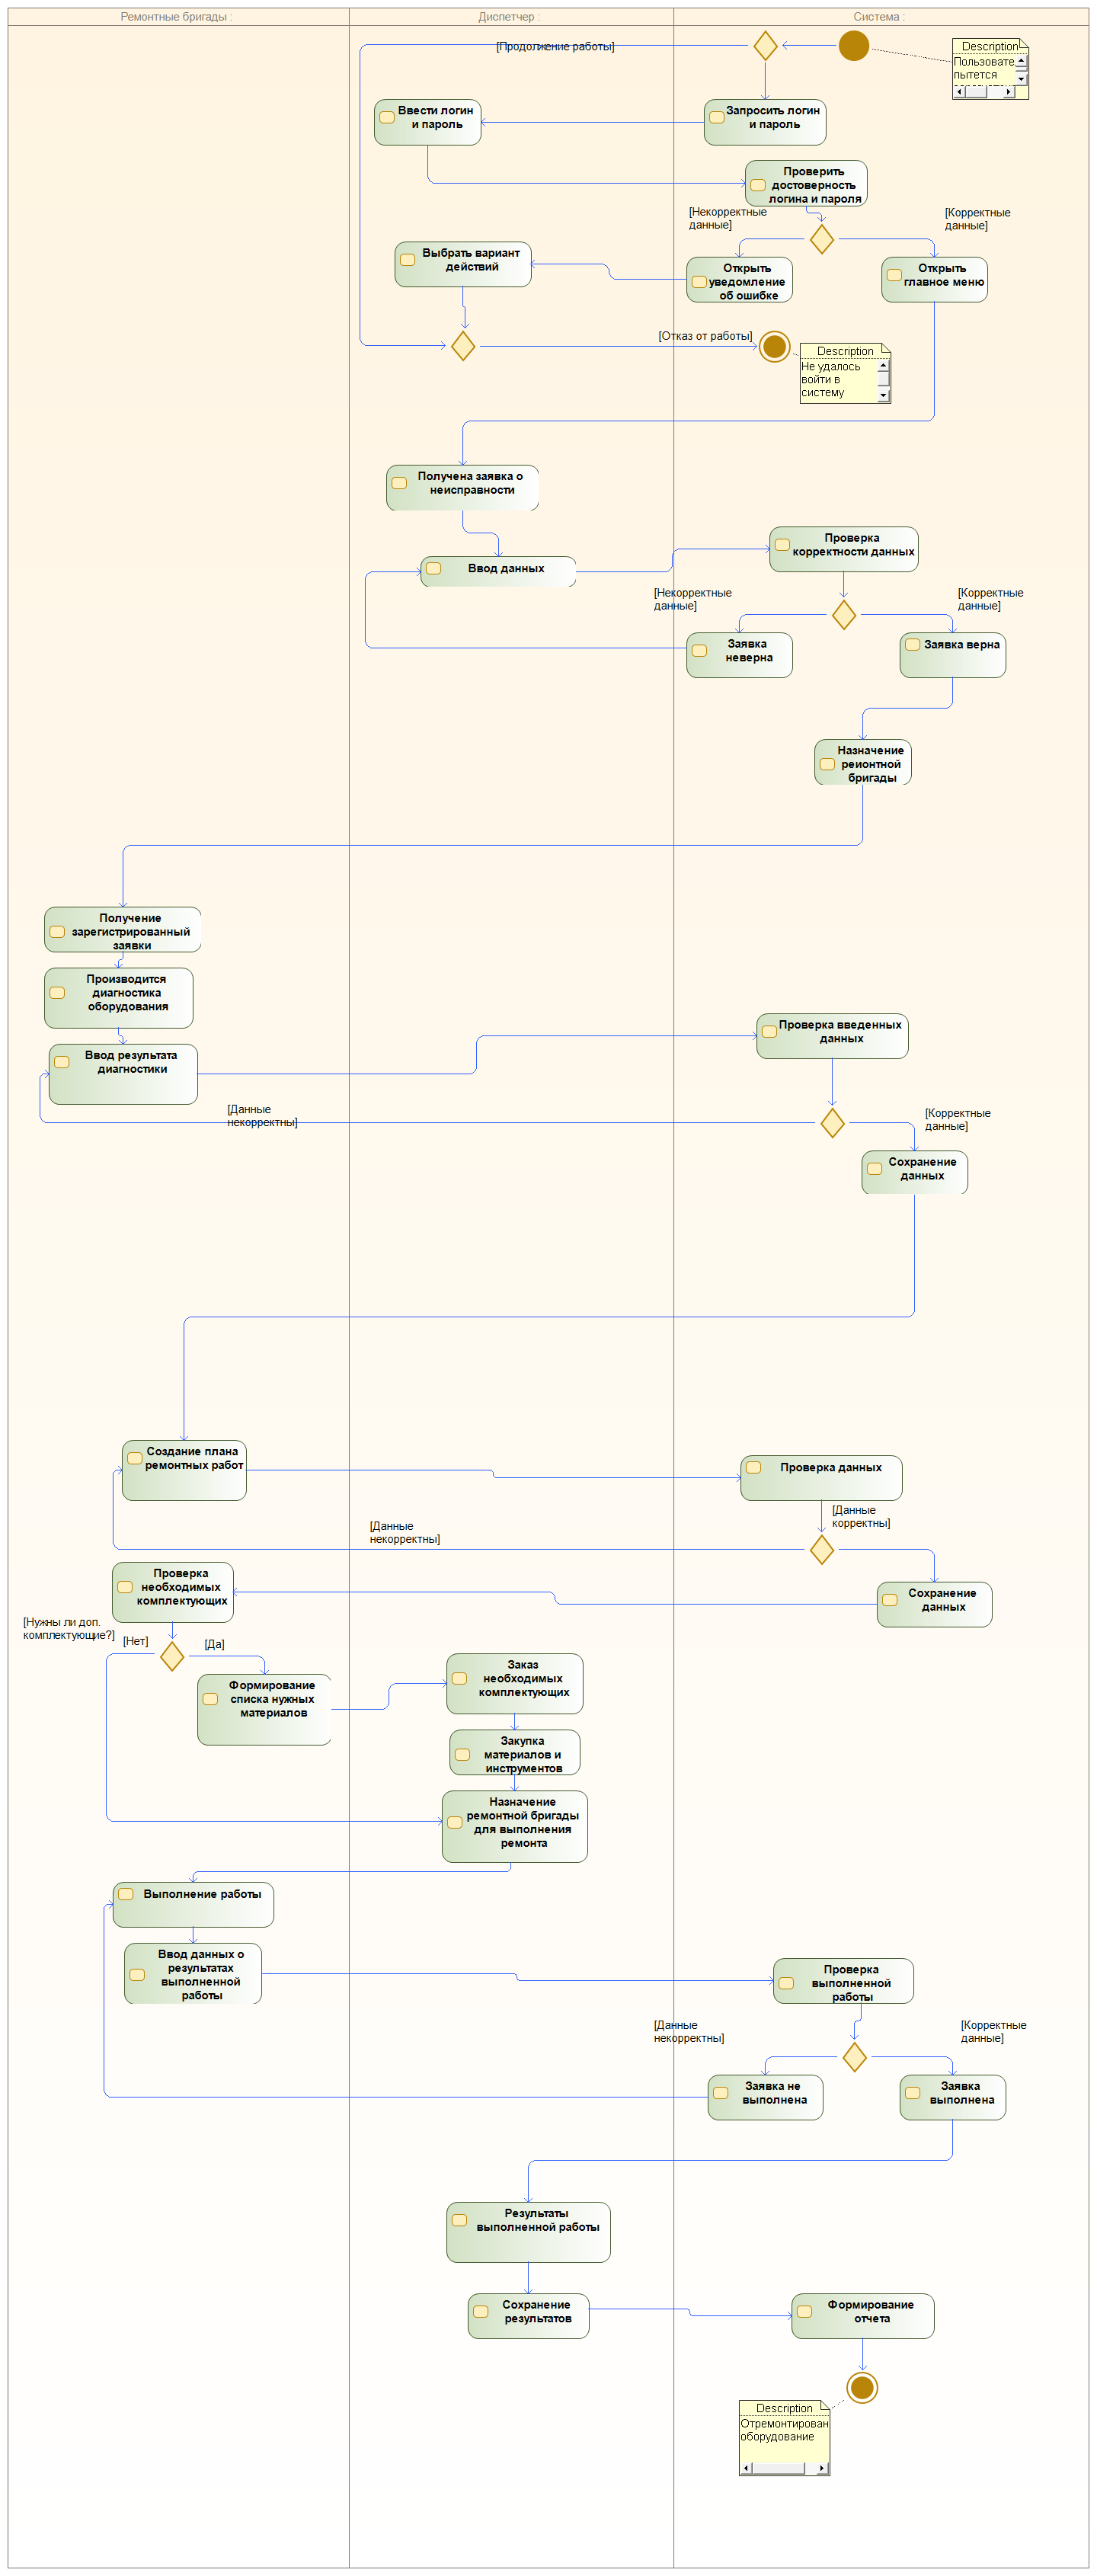 Ремонтные бригады :
Диспетчер :
Система :
[Продолжение работы]
Description
Пользовате
пытется
Ввести логин
и пароль
Запросить логин
и пароль
Проверить
достоверность
логина и пароля
[Некорректные
данные]
[Корректные
данные]
Выбрать вариант
действий
Открыть
уведомление
об ошибке
Открыть
главное меню
[Отказ от работы]
Description
Не удалось
войти в
систему
Получена заявка о
неисправности
Проверка
корректности данных
Ввод данных
[Некорректные
данные]
[Корректные
данные]
Заявка
неверна
Заявка верна
Назначение
реионтной
бригады
Получение
зарегистрированный
заявки
Производится
диагностика
оборудования
Проверка введенных
данных
Ввод результата
диагностики
[Данные
некорректны]
[Корректные
данные]
Сохранение
данных
Создание плана
ремонтных работ
Проверка данных
[Данные
корректны]
[Данные
некорректны]
Проверка
необходимых
комплектующих
Сохранение
данных
[Нужны ли доп.
комплектующие?]
[Нет]
[Да]
Формирование
списка нужных
материалов
Заказ
необходимых
комплектующих
Закупка
материалов и
инструментов
Назначение
ремонтной бригады
для выполнения
ремонта
Выполнение работы
Ввод данных о
результатах
выполненной
работы
Проверка
выполненной
работы
[Данные
некорректны]
[Корректные
данные]
Заявка не
выполнена
Заявка
выполнена
Результаты
выполненной работы
Сохранение
результатов
Формирование
отчета
Description
Отремонтирован
оборудование